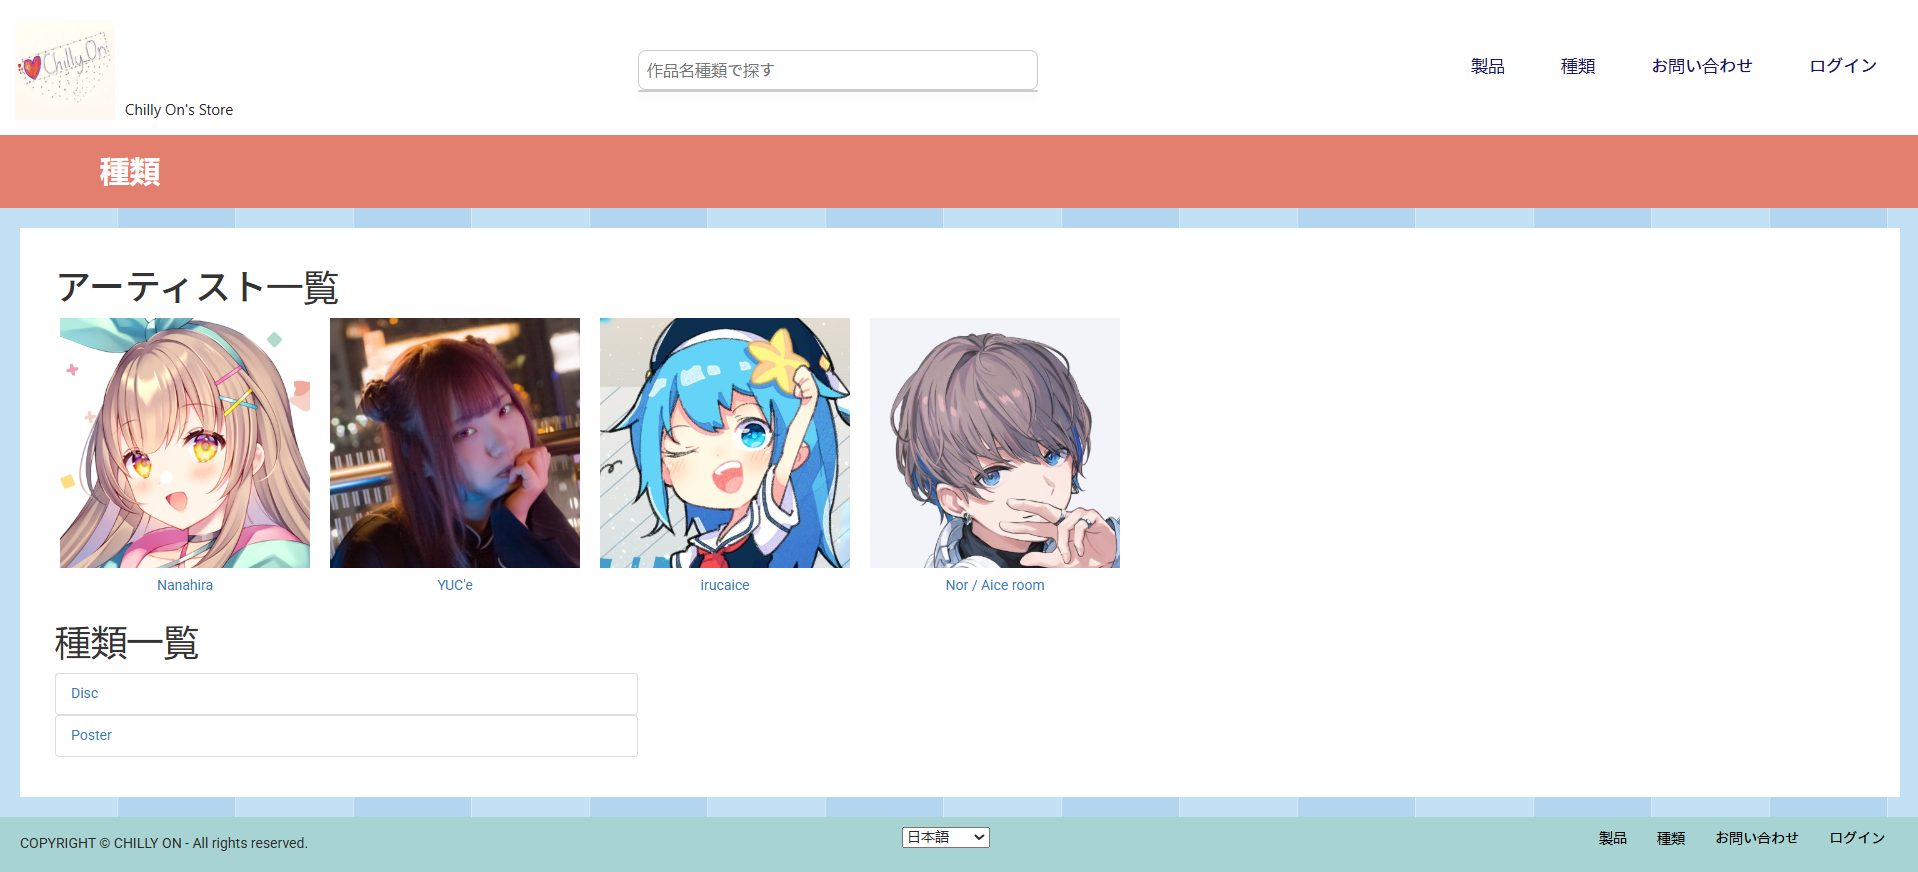 Chilly On
Chilly On's Store
作品名種類で探す
製品 種類 お問い合わせ ログイン
種類
アーティスト一覧
Nanahira YUC'e irucaice Nor / Aice room
種類一覧
Disc
Poster
COPYRIGHT © CHILLY ON - All rights reserved.
日本語
製品 種類 お問い合わせ ログイン